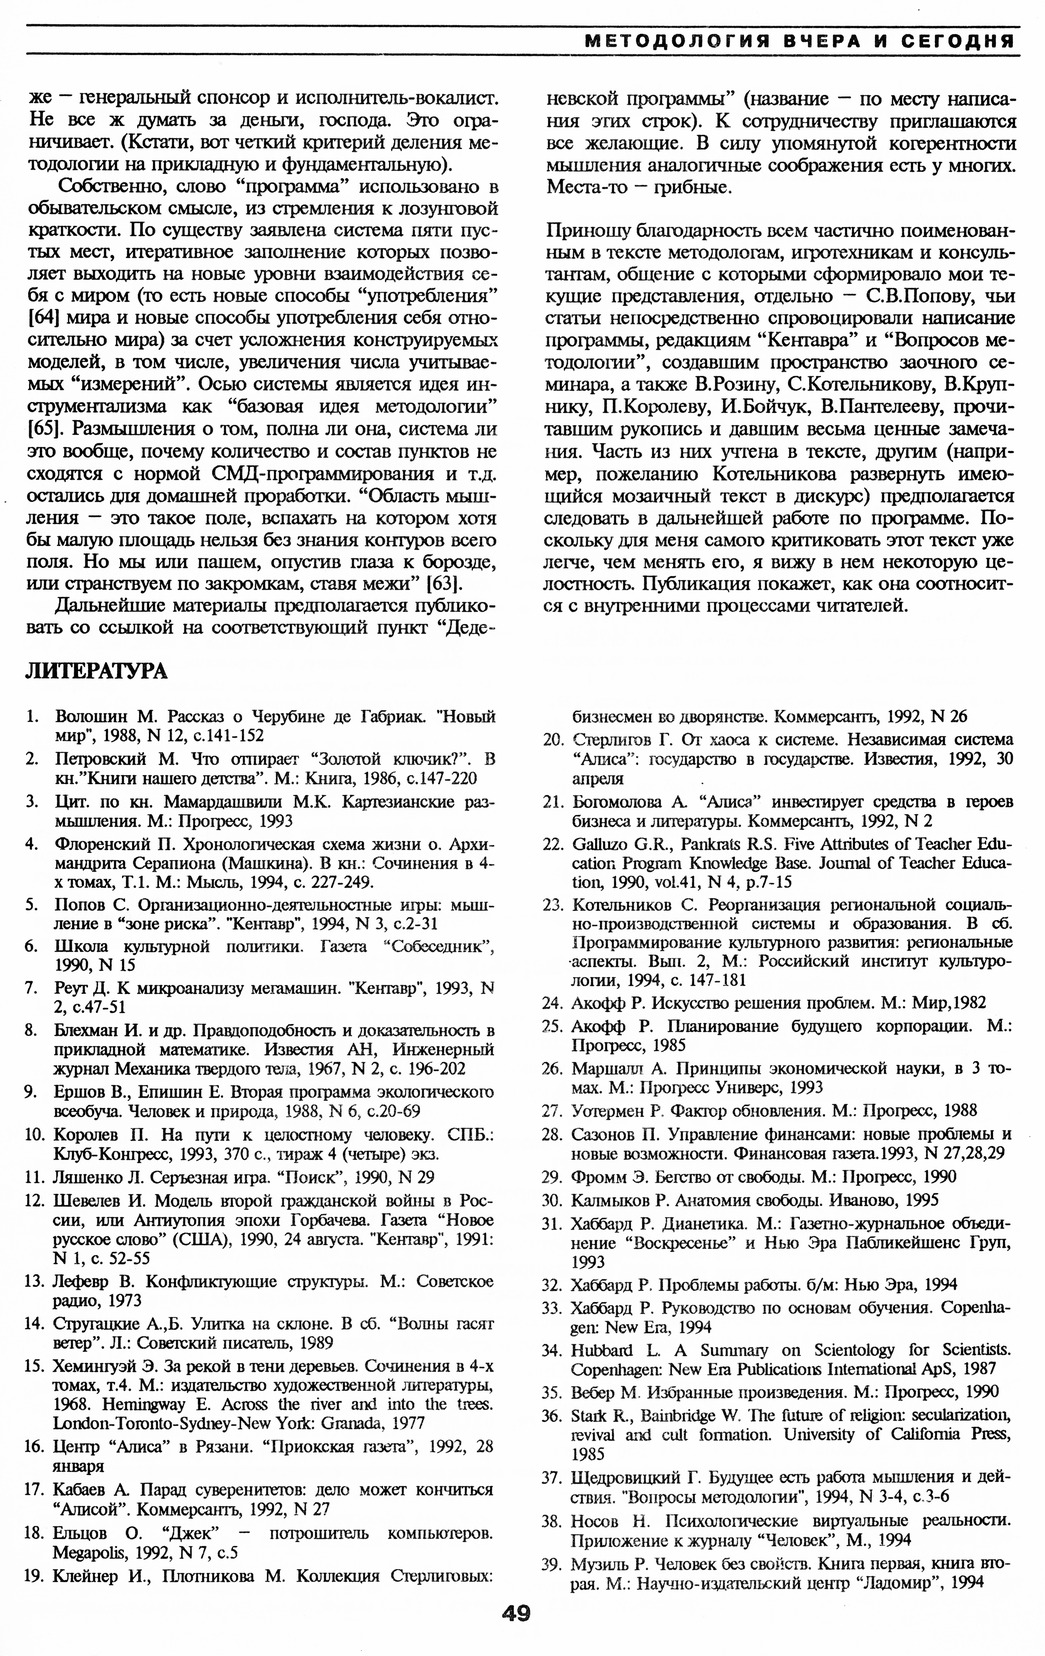 МЕТОДОЛОГИЯ ВЧЕРА И СЕГОДНЯ
же — генеральный спонсор и исполнитель-вокалист.
Не все ж думать за деньги, господа. Это огра-
ничивает. (Кстати, вот четкий критерий деления ме-
тодологии на прикладную и фундаментальную).
Собственно, слово “программа” использовано в
обывательском смысле, из стремления к лозунговой
краткости. По существу заявлена система пяти пус-
тых мест, итеративное заполнение которых позво-
ляет выходить на новые уровни взаимодействия се-
бя с миром (то есть новые способы “употребления”
[64] мира и новые способы употребления себя отно-
сительно мира) за счет усложнения конструируемых
моделей, в том числе, увеличения числа учитывае-
мых “измерений”. Осью системы является идея ин-
струментализма как “базовая идея методологии”
[65]. Размышления о том, полна ли она, система ли
это вообще, почему количество и состав пунктов не
сходятся с нормой СМД-программирования и т.д.
остались для домашней проработки. “Область мыш-
ления — это такое поле, вспахать на котором хотя
бы малую площадь нельзя без знания контуров всего
поля. Но мы или пашем, опустив глаза к борозде,
или странствуем по закромкам, ставя межи” [63].
Дальнейшие материалы предполагается публико-
вать со ссылкой на соответствующий пункт “Деде-
невской программы” (название — по месту написа-
ния этих строк). К сотрудничеству приглашаются
все желающие. В силу упомянутой когерентности
мышления аналогичные соображения есть у многих.
Места-то — грибные.
Приношу благодарность всем частично поименован-
ным в тексте методологам, игротехникам и консуль-
тантам, общение с которыми сформировало мои те-
кущие представления, отдельно — С.В.Попову, чьи
статьи непосредственно спровоцировали написание
программы, редакциям “Кентавра” и “Вопросов ме-
тодологии”, создавшим пространство заочного се-
минара, а также В.Розину, С.Котельникову, В.Круп-
нику, П.Королеву, И.Бойчук, В.Пантелееву, прочи-
тавшим рукопись и давшим весьма ценные замеча-
ния. Часть из них учтена в тексте, другим (напри-
мер, пожеланию Котельникова развернуть имею-
щийся мозаичный текст в дискурс) предполагается
следовать в дальнейшей работе по программе. По-
скольку для меня самого критиковать этот текст уже
легче, чем менять его, я вижу в нем некоторую це-
лостность. Публикация покажет, как она соотносит-
ся с внутренними процессами читателей.
ЛИТЕРАТУРА
1. Волошин М. Рассказ о Черубине де Габриак. "Новый
мир", 1988, N 12, с.141-152
2. Петровский М. Что отпирает “Золотой ключик?”. В
кн.”Книги нашего детства”. М.: Книга, 1986, с.147-220
3. Цит. по кн. Мамардашвили М.К. Картезианские раз-
мышления. М.: Прогресс, 1993
4. Флоренский П. Хронологическая схема жизни о. Архи-
мандрита Серапиона (Машкина). В кн.: Сочинения в 4-
х томах, Т.1. М.: Мысль, 1994, с. 227-249.
5. Попов С. Организационно-деятельностные игры: мыш-
ление в “зоне риска”. "Кентавр", 1994, N 3, с.2-31
6. Школа культурной политики. Газета “Собеседник”,
1990, N 15
7. Реут Д. К микроанализу мегамашин. "Кентавр", 1993, N
2, с.47-51
8. Блехман И. и др. Правдоподобность и доказательность в
прикладной математике. Известия АН, Инженерный
журнал Механика твердого тела, 1967, N 2, с. 196-202
9. Ершов В., Епишин Е. Вторая программа экологического
всеобуча. Человек и природа, 1988, N 6, с.20-69
10. Королев П. На пути к целостному человеку. СПБ.:
Клуб-Конгресс, 1993, 370 с., тираж 4 (четыре) экз.
11. Ляшенко Л. Серъезная игра. “Поиск”, 1990, N 29
12. Шевелев И. Модель второй гражданской войны в Рос-
сии, или Антиутопия эпохи Горбачева. Газета “Новое
русское слово” (США), 1990, 24 августа. "Кентавр", 1991:
N 1, с. 52-55
13. Лефевр В. Конфликтующие структуры. М.: Советское
радио, 1973
14. Стругацкие А.,Б. Улитка на склоне. В сб. “Волны гасят
ветер”. Л.: Советский писатель, 1989
15. Хемингуэй Э. За рекой в тени деревьев. Сочинения в 4-х
томах, т.4. М.: издательство художественной литературы,
1968. Hemingway E. Across the river and into the trees.
London-Toronto-Sydney-New York: Granada, 1977
16. Центр “Алиса” в Рязани. “Приокская газета”, 1992, 28
января
17. Кабаев А. Парад суверенитетов: дело может кончиться
“Алисой”. Коммерсантъ, 1992, N 27
18. Ельцов О. “Джек” — потрошитель компьютеров.
Megapolis, 1992, N 7, с.5
19. Клейнер И., Плотникова М. Коллекция Стерлиговых:
бизнесмен во дворянстве. Коммерсантъ, 1992, N 26
20. Стерлигов Г. От хаоса к системе. Независимая система
“Алиса”: государство в государстве. Известия, 1992, 30
апреля
21. Богомолова А. “Алиса” инвестирует средства в героев
бизнеса и литературы. Коммерсантъ, 1992, N 2
22. Galluzo G.R., Pankrats R.S. Five Attributes of Teacher Edu-
cation Program Knowledge Base. Journal of Teacher Educa-
tion, 1990, vol.41, N 4, p.7-15
23. Котельников С. Реорганизация региональной социаль-
но-производственной системы и образования. В сб.
Программирование культурного развития: региональные
аспекты. Вып. 2, М.: Российский институт культуро-
логии, 1994, с. 147-181
24. Акофф Р. Искусство решения проблем. М.: Мир,1982
25. Акофф Р. Планирование будущего корпорации. М.:
Прогресс, 1985
26. Маршалл А. Принципы экономической науки, в 3 то-
мах. М.: Прогресс Универс, 1993
27. Уотермен Р. Фактор обновления. М.: Прогресс, 1988
28. Сазонов П. Управление финансами: новые проблемы и
новые возможности. Финансовая газета.1993, N 27,28,29
29. Фромм Э. Бегство от свободы. М.: Прогресс, 1990
30. Калмыков Р. Анатомия свободы. Иваново, 1995
31. Хаббард Р. Дианетика. М.: Газетно-журнальное объеди-
нение “Воскресенье” и Нью Эра Пабликейшенс Груп,
1993
32. Хаббард Р. Проблемы работы. б/м: Нью Эра, 1994
33. Хаббард Р. Руководство по основам обучения. Copenha-
gen: New Era, 1994
34. Hubbard L. A Summary on Scientology for Scientists.
Copenhagen: New Era Publications International ApS, 1987
35. Вебер М. Избранные произведения. М.: Прогресс, 1990
36. Stark R., Bainbridge W. The future of religion: secularization,
revival and cult formation. University of California Press,
1985
37. Щедровицкий Г. Будущее есть работа мышления и дей-
ствия. "Вопросы методологии", 1994, N 3-4, с.3-6
38. Носов Н. Психологические виртуальные реальности.
Приложение к журналу “Человек”, М., 1994
39. Музиль Р. Человек без свойств. Книга первая, книга вто-
рая. М.: Научно-издательский центр “Ладомир”, 1994
49